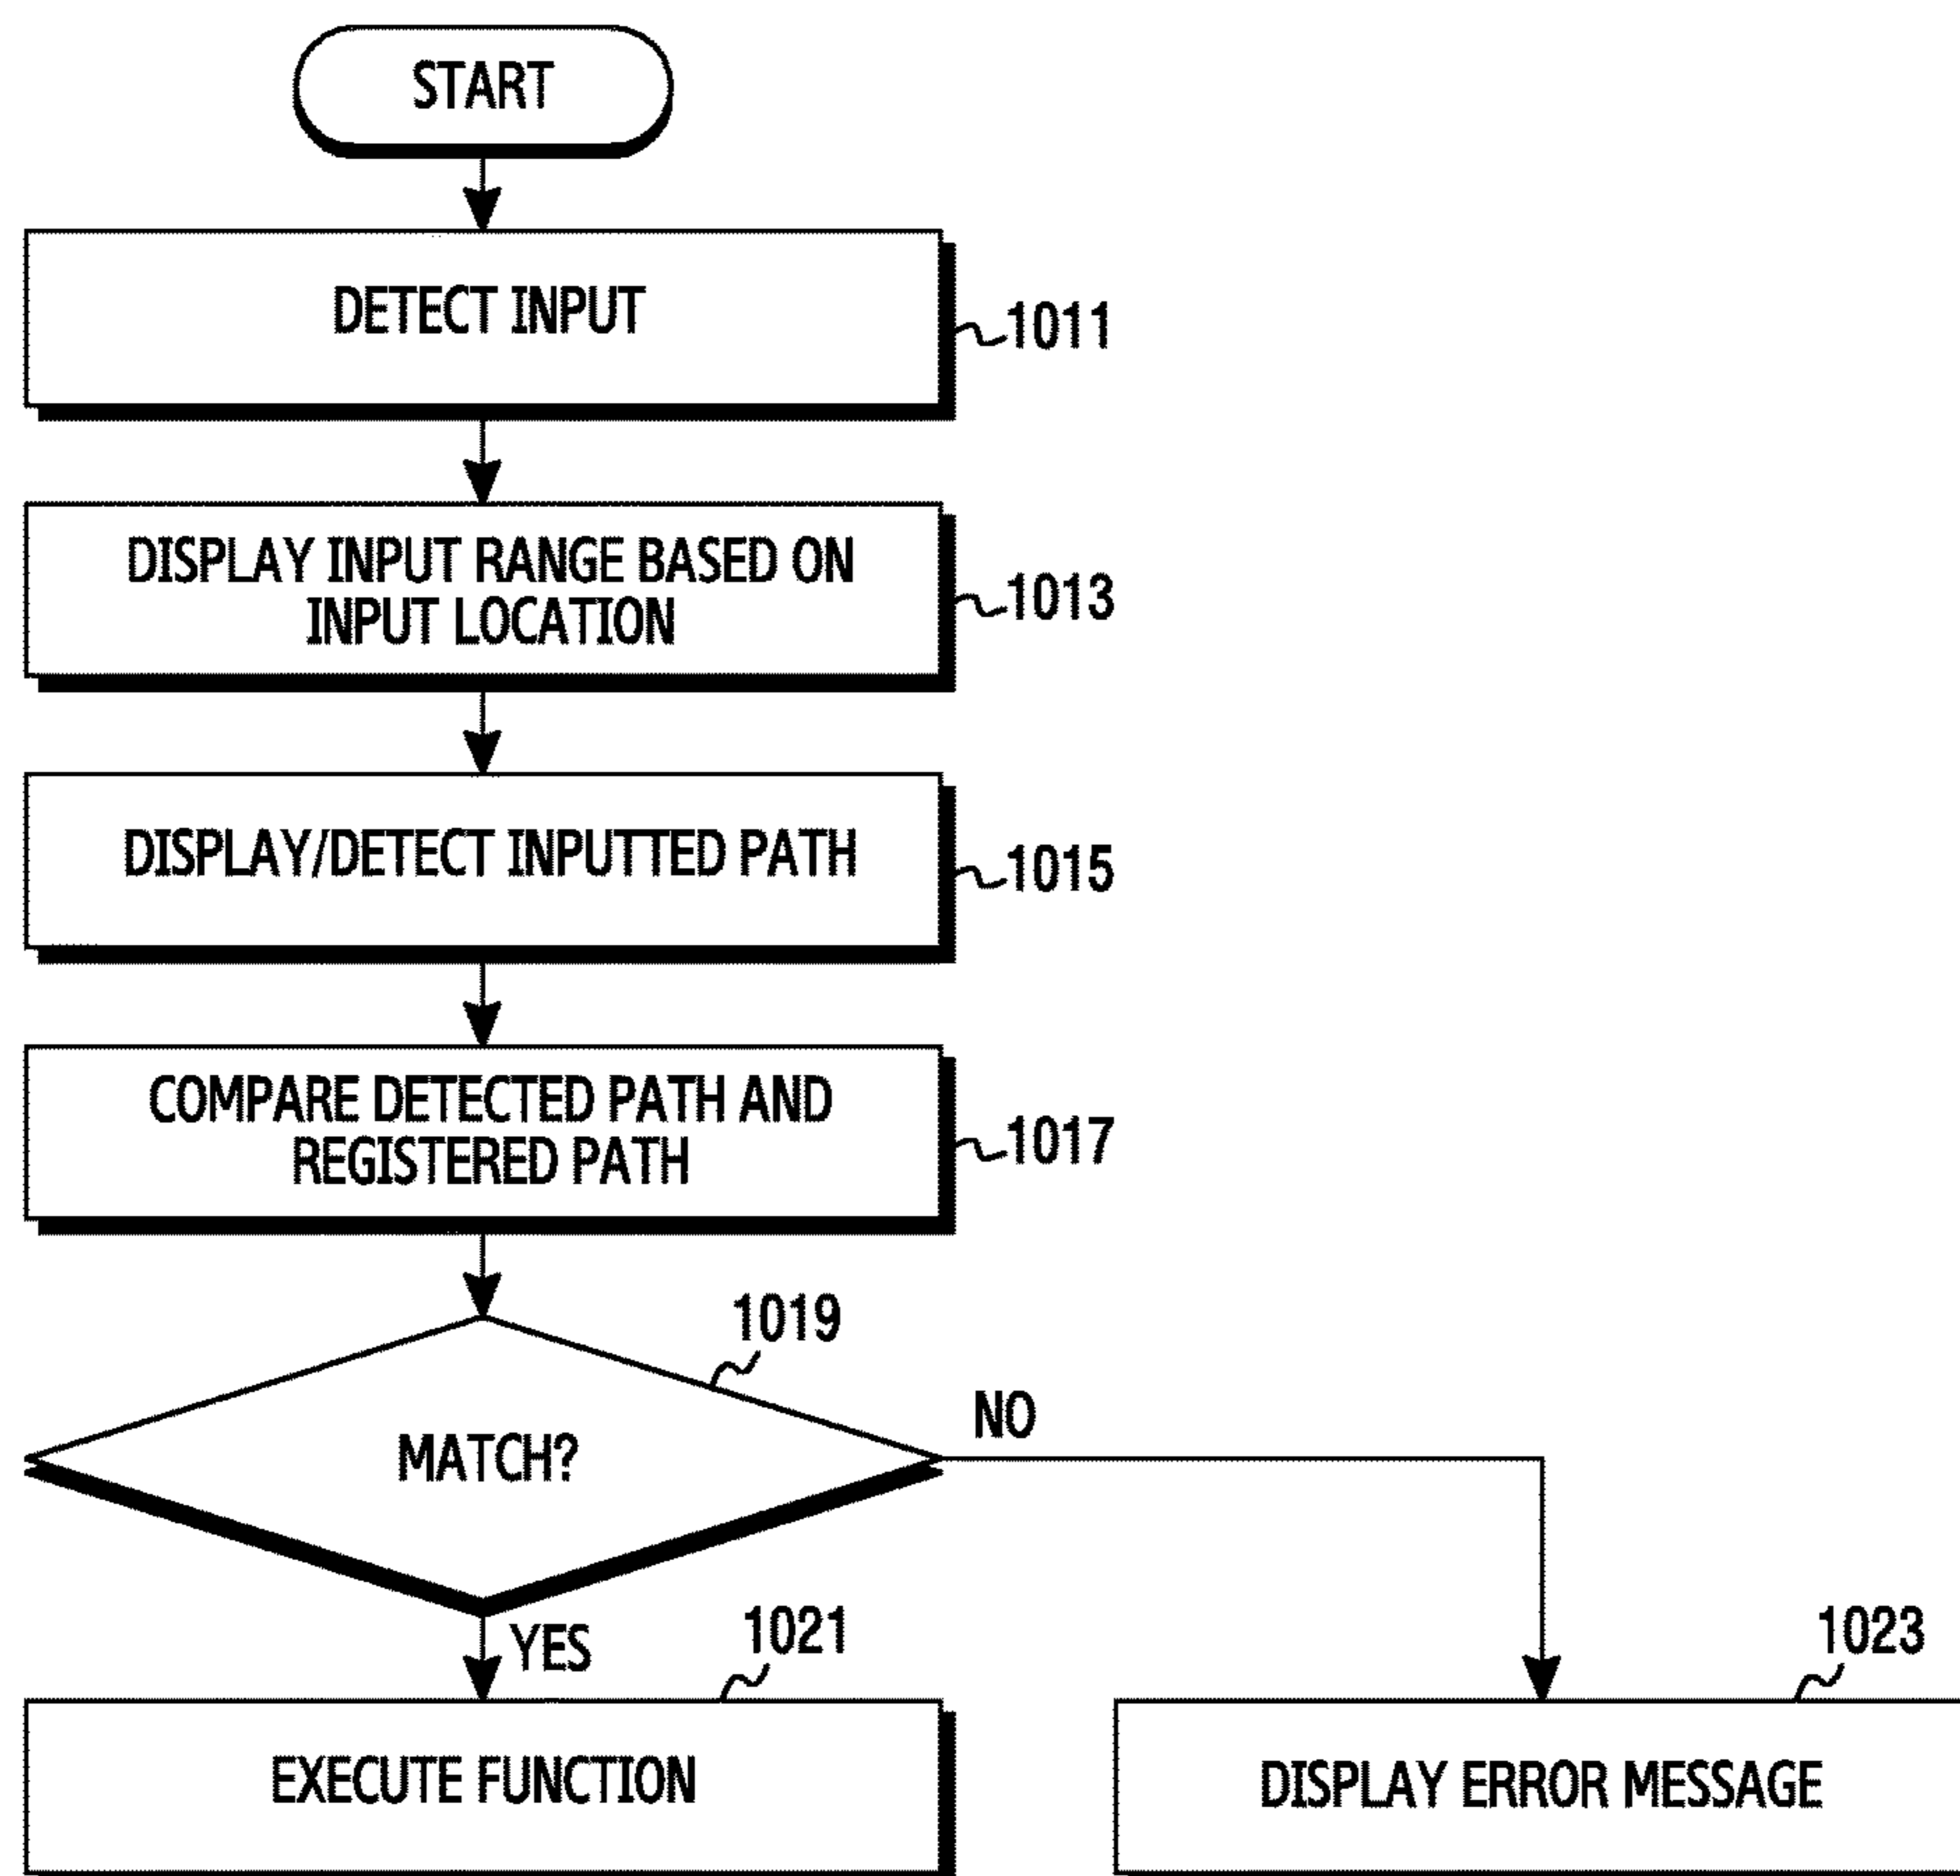 START
DETECT INPUT
1011
DISPLAY INPUT RANGE BASED ON
INPUT LOCATION
1013
DISPLAY/DETECT INPUTTED PATH
1015
COMPARE DETECTED PATH AND
REGISTERED PATH
1017
1019
MATCH?
NO
YES
1021
EXECUTE FUNCTION
1023
DISPLAY ERROR MESSAGE